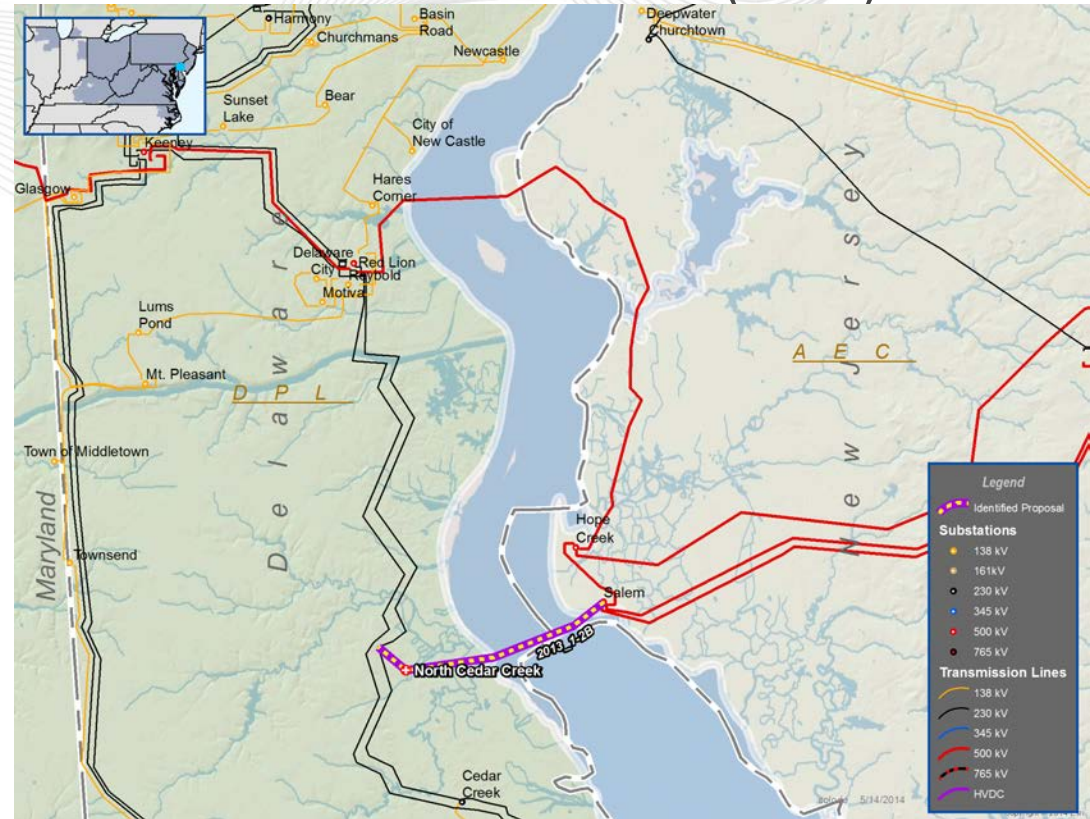 Harmony
Basin
Road
Deepwater
Churchtown
Churchmans
Newcastle
Sunset
Lake
Bear
City of
New Castle
Keeney
Glasgow
Hares
Corner
Delaware
City
Red Lion
Reybold
Motiva
Lums
Pond
Mt. Pleasant
D P L
A E C
Delaware
New Jersey
Town of Middletown
Maryland
Townsend
Hope
Creek
Salem
2013_1-2B
North Cedar Creek
Cedar
Creek
Legend
Identified Proposal
Substations
138 kV
161kV
230 kV
345 kV
500 kV
765 kV
Transmission Lines
138 kV
230 kV
345 kV
500 kV
765 kV
HVDC
5/14/2014